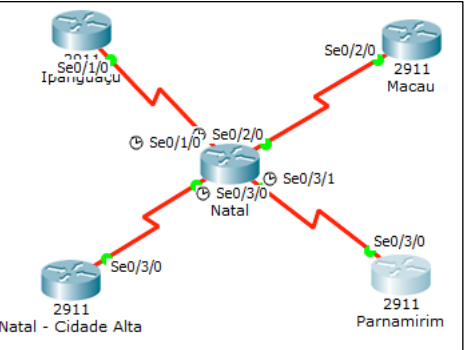 2911
Ipanguaçu
Se0/1/0
Se0/2/0
2911
Macau
Se0/1/0
Se0/2/0
Se0/3/1
Se0/3/0
Natal
Se0/3/0
2911
Natal - Cidade Alta
Se0/3/0
2911
Parnamirim